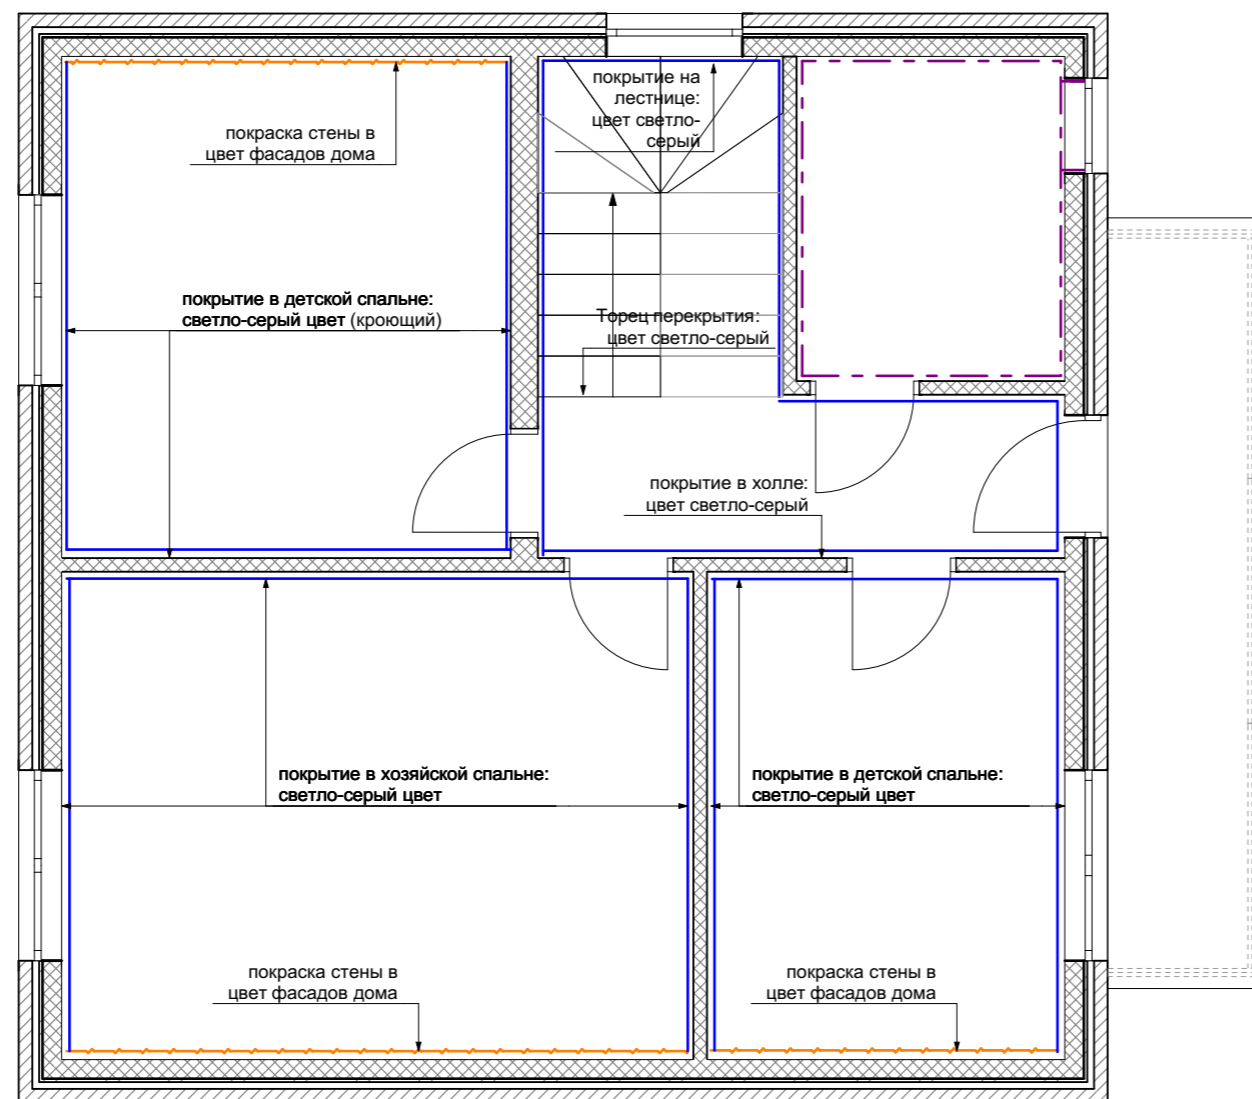 покрытие на
лестнице:
цвет светло-
серый
покраска стены в
цвет фасадов дома
покрытие в детской спальне:
светло-серый цвет (кроющий)
Торец перекрытия:
цвет светло-серый
покрытие в холле:
цвет светло-серый
покрытие в хозяйской спальне:
светло-серый цвет
покрытие в детской спальне:
светло-серый цвет
покраска стены в
цвет фасадов дома
покраска стены в
цвет фасадов дома